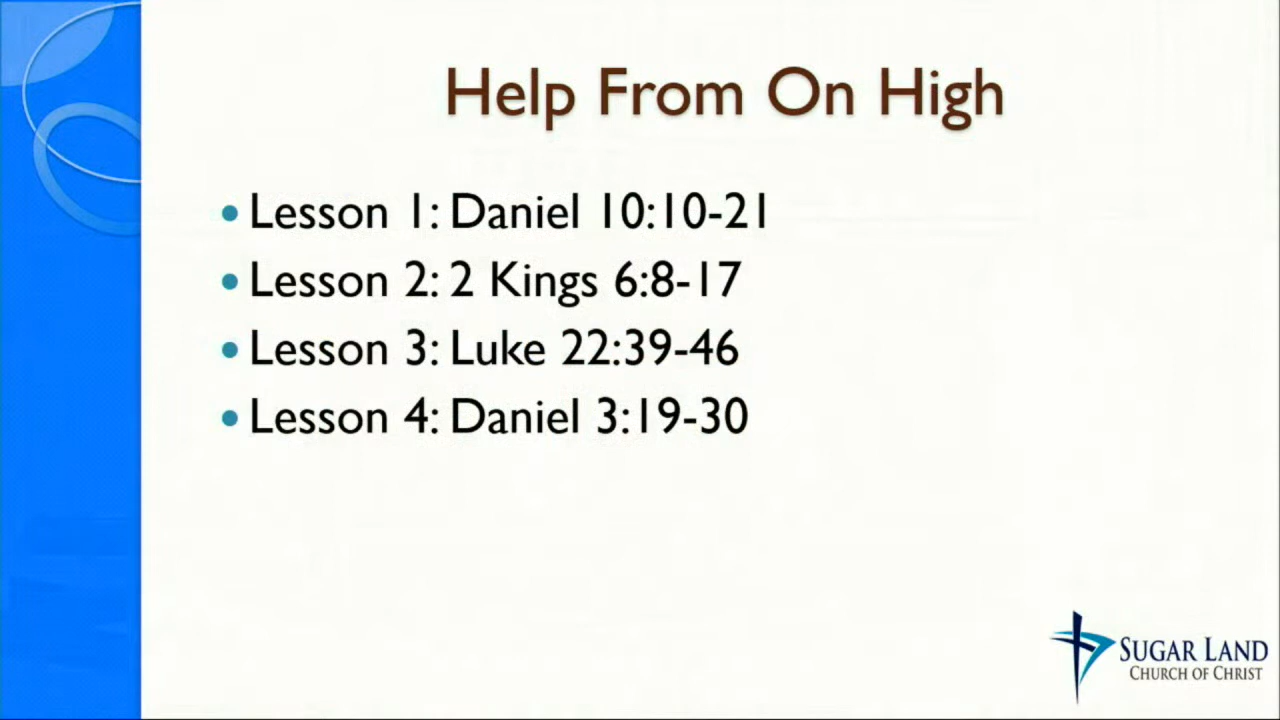 Help From On High
Lesson 1: Daniel 10:10-21
Lesson 2: 2 Kings 6:8-17
Lesson 3: Luke 22:39-46
Lesson 4: Daniel 3:19-30
SUGAR LAND
CHURCH OF CHRIST